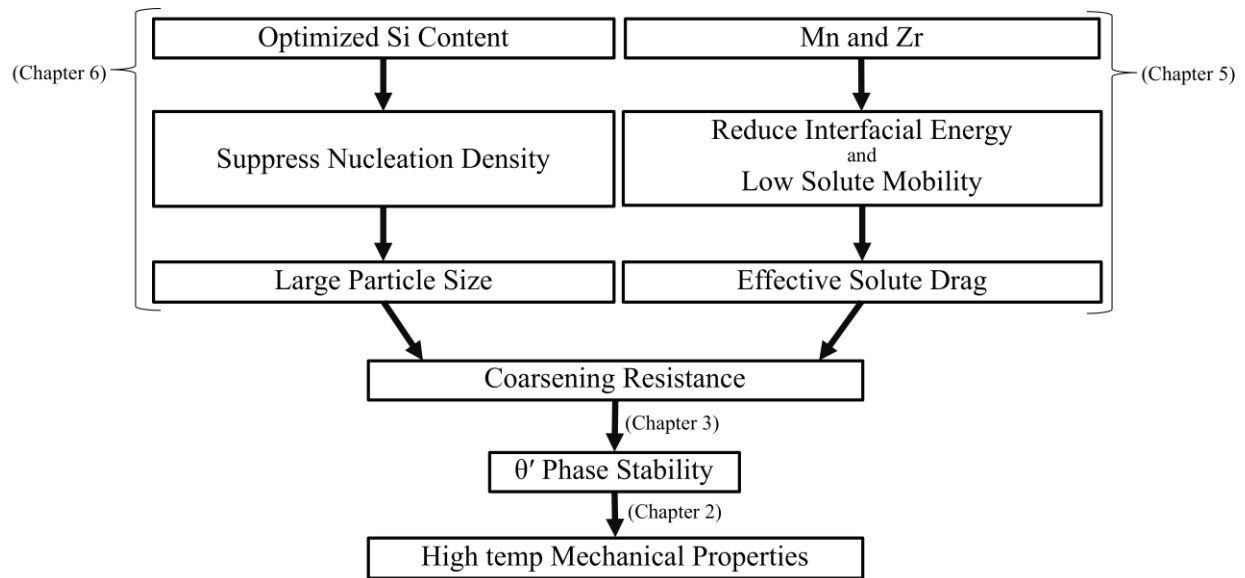 Optimized Si Content
Mn and Zr
(Chapter 6)
(Chapter 5)
Suppress Nucleation Density
Reduce Interfacial Energy
and
Low Solute Mobility
Large Particle Size
Effective Solute Drag
Coarsening Resistance
(Chapter 3)
θ′ Phase Stability
(Chapter 2)
High temp Mechanical Properties